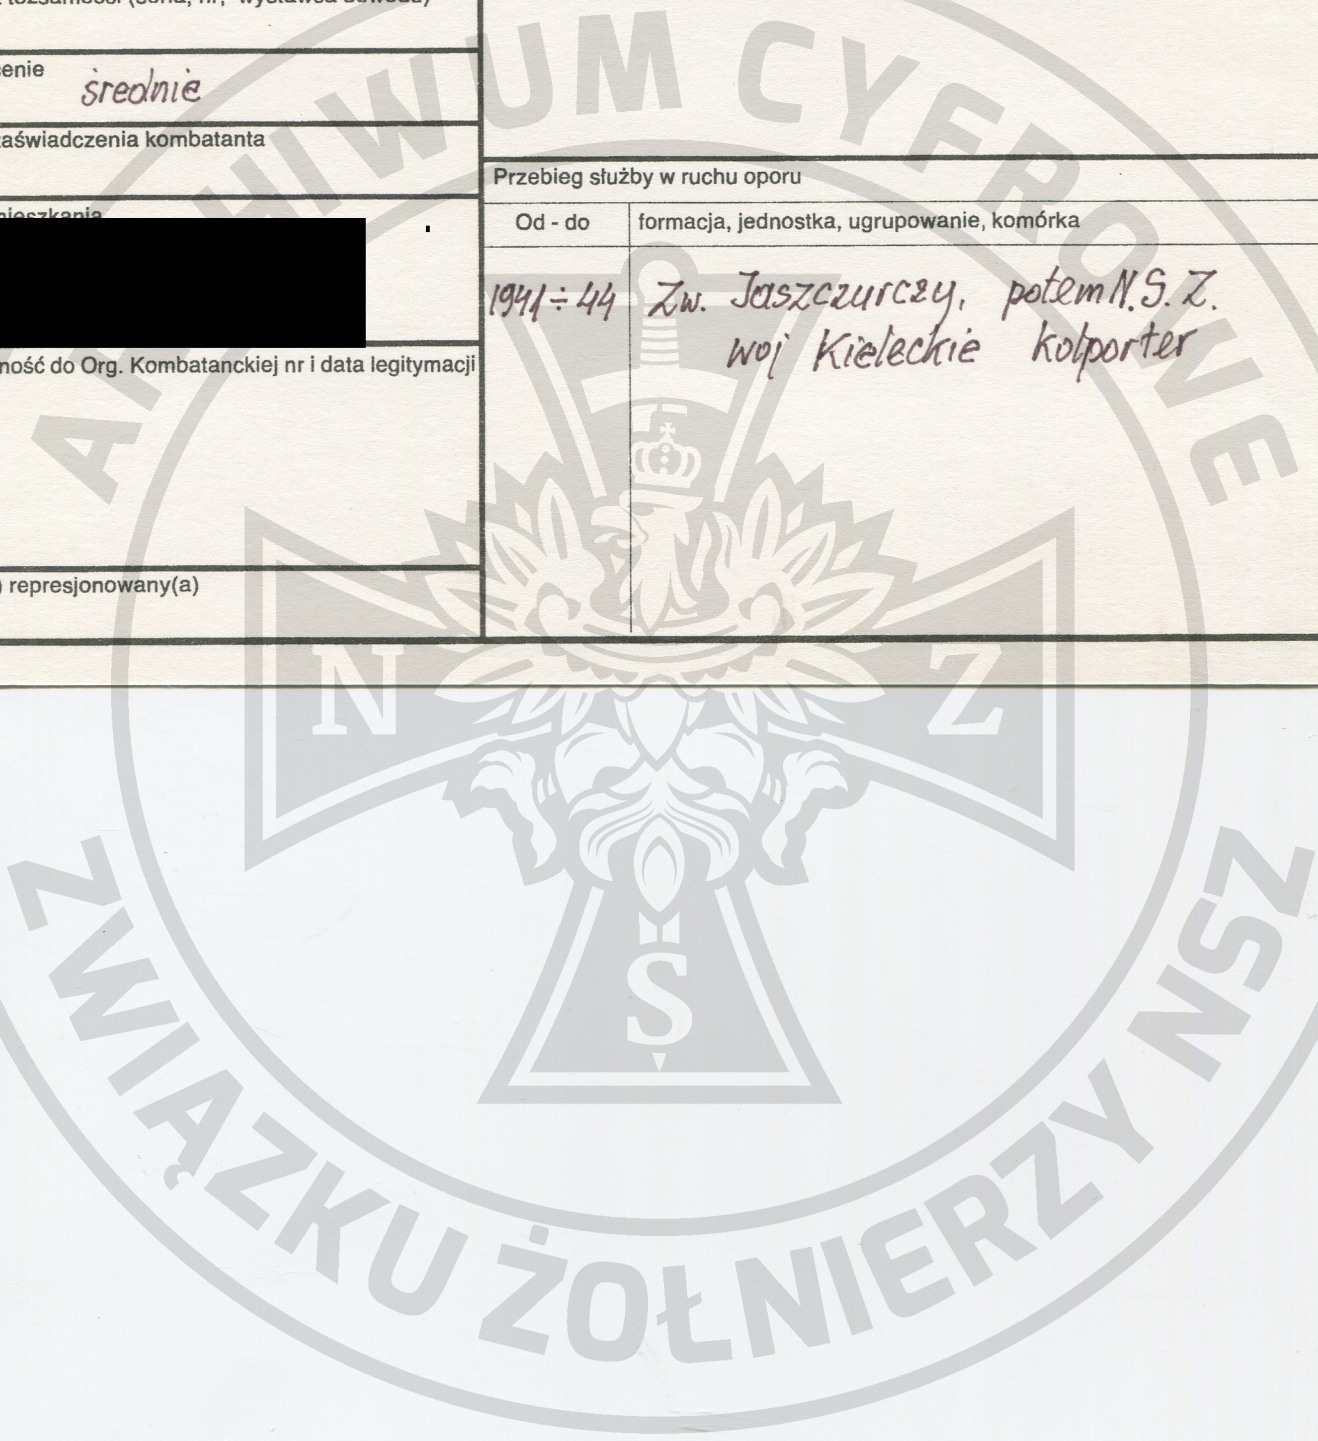 tożsamości (seria, nr, wystawca dowodu)
enie
średnie
aświadczenia kombatanta
mieszkania
ność do Org. Kombatanckiej nr i data legitymacji
) represjonowany(a)
Przebieg służby w ruchu oporu
Od - do formacja, jednostka, ugrupowanie, komórka
1941÷44 Zw. Jaszczurczy, potem N.S.Z.
woj Kieleckie kolporter
ARCHIWUM CYFROWE
ZWIĄZKU ŻOŁNIERZY NSZ
N Z
S